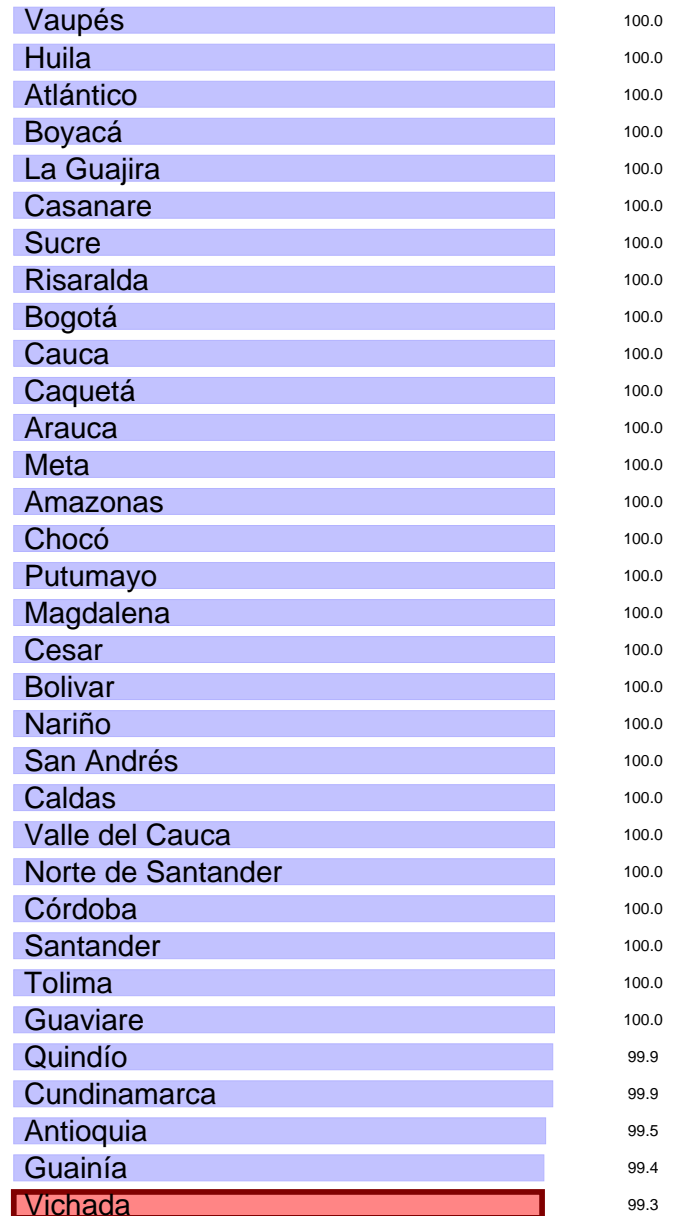 Vaupés 100.0
Huila 100.0
Atlántico 100.0
Boyacá 100.0
La Guajira 100.0
Casanare 100.0
Sucre 100.0
Risaralda 100.0
Bogotá 100.0
Cauca 100.0
Caquetá 100.0
Arauca 100.0
Meta 100.0
Amazonas 100.0
Chocó 100.0
Putumayo 100.0
Magdalena 100.0
Cesar 100.0
Bolivar 100.0
Nariño 100.0
San Andrés 100.0
Caldas 100.0
Valle del Cauca 100.0
Norte de Santander 100.0
Córdoba 100.0
Santander 100.0
Tolima 100.0
Guaviare 100.0
Quindío 99.9
Cundinamarca 99.9
Antioquia 99.5
Guainía 99.4
Vichada 99.3